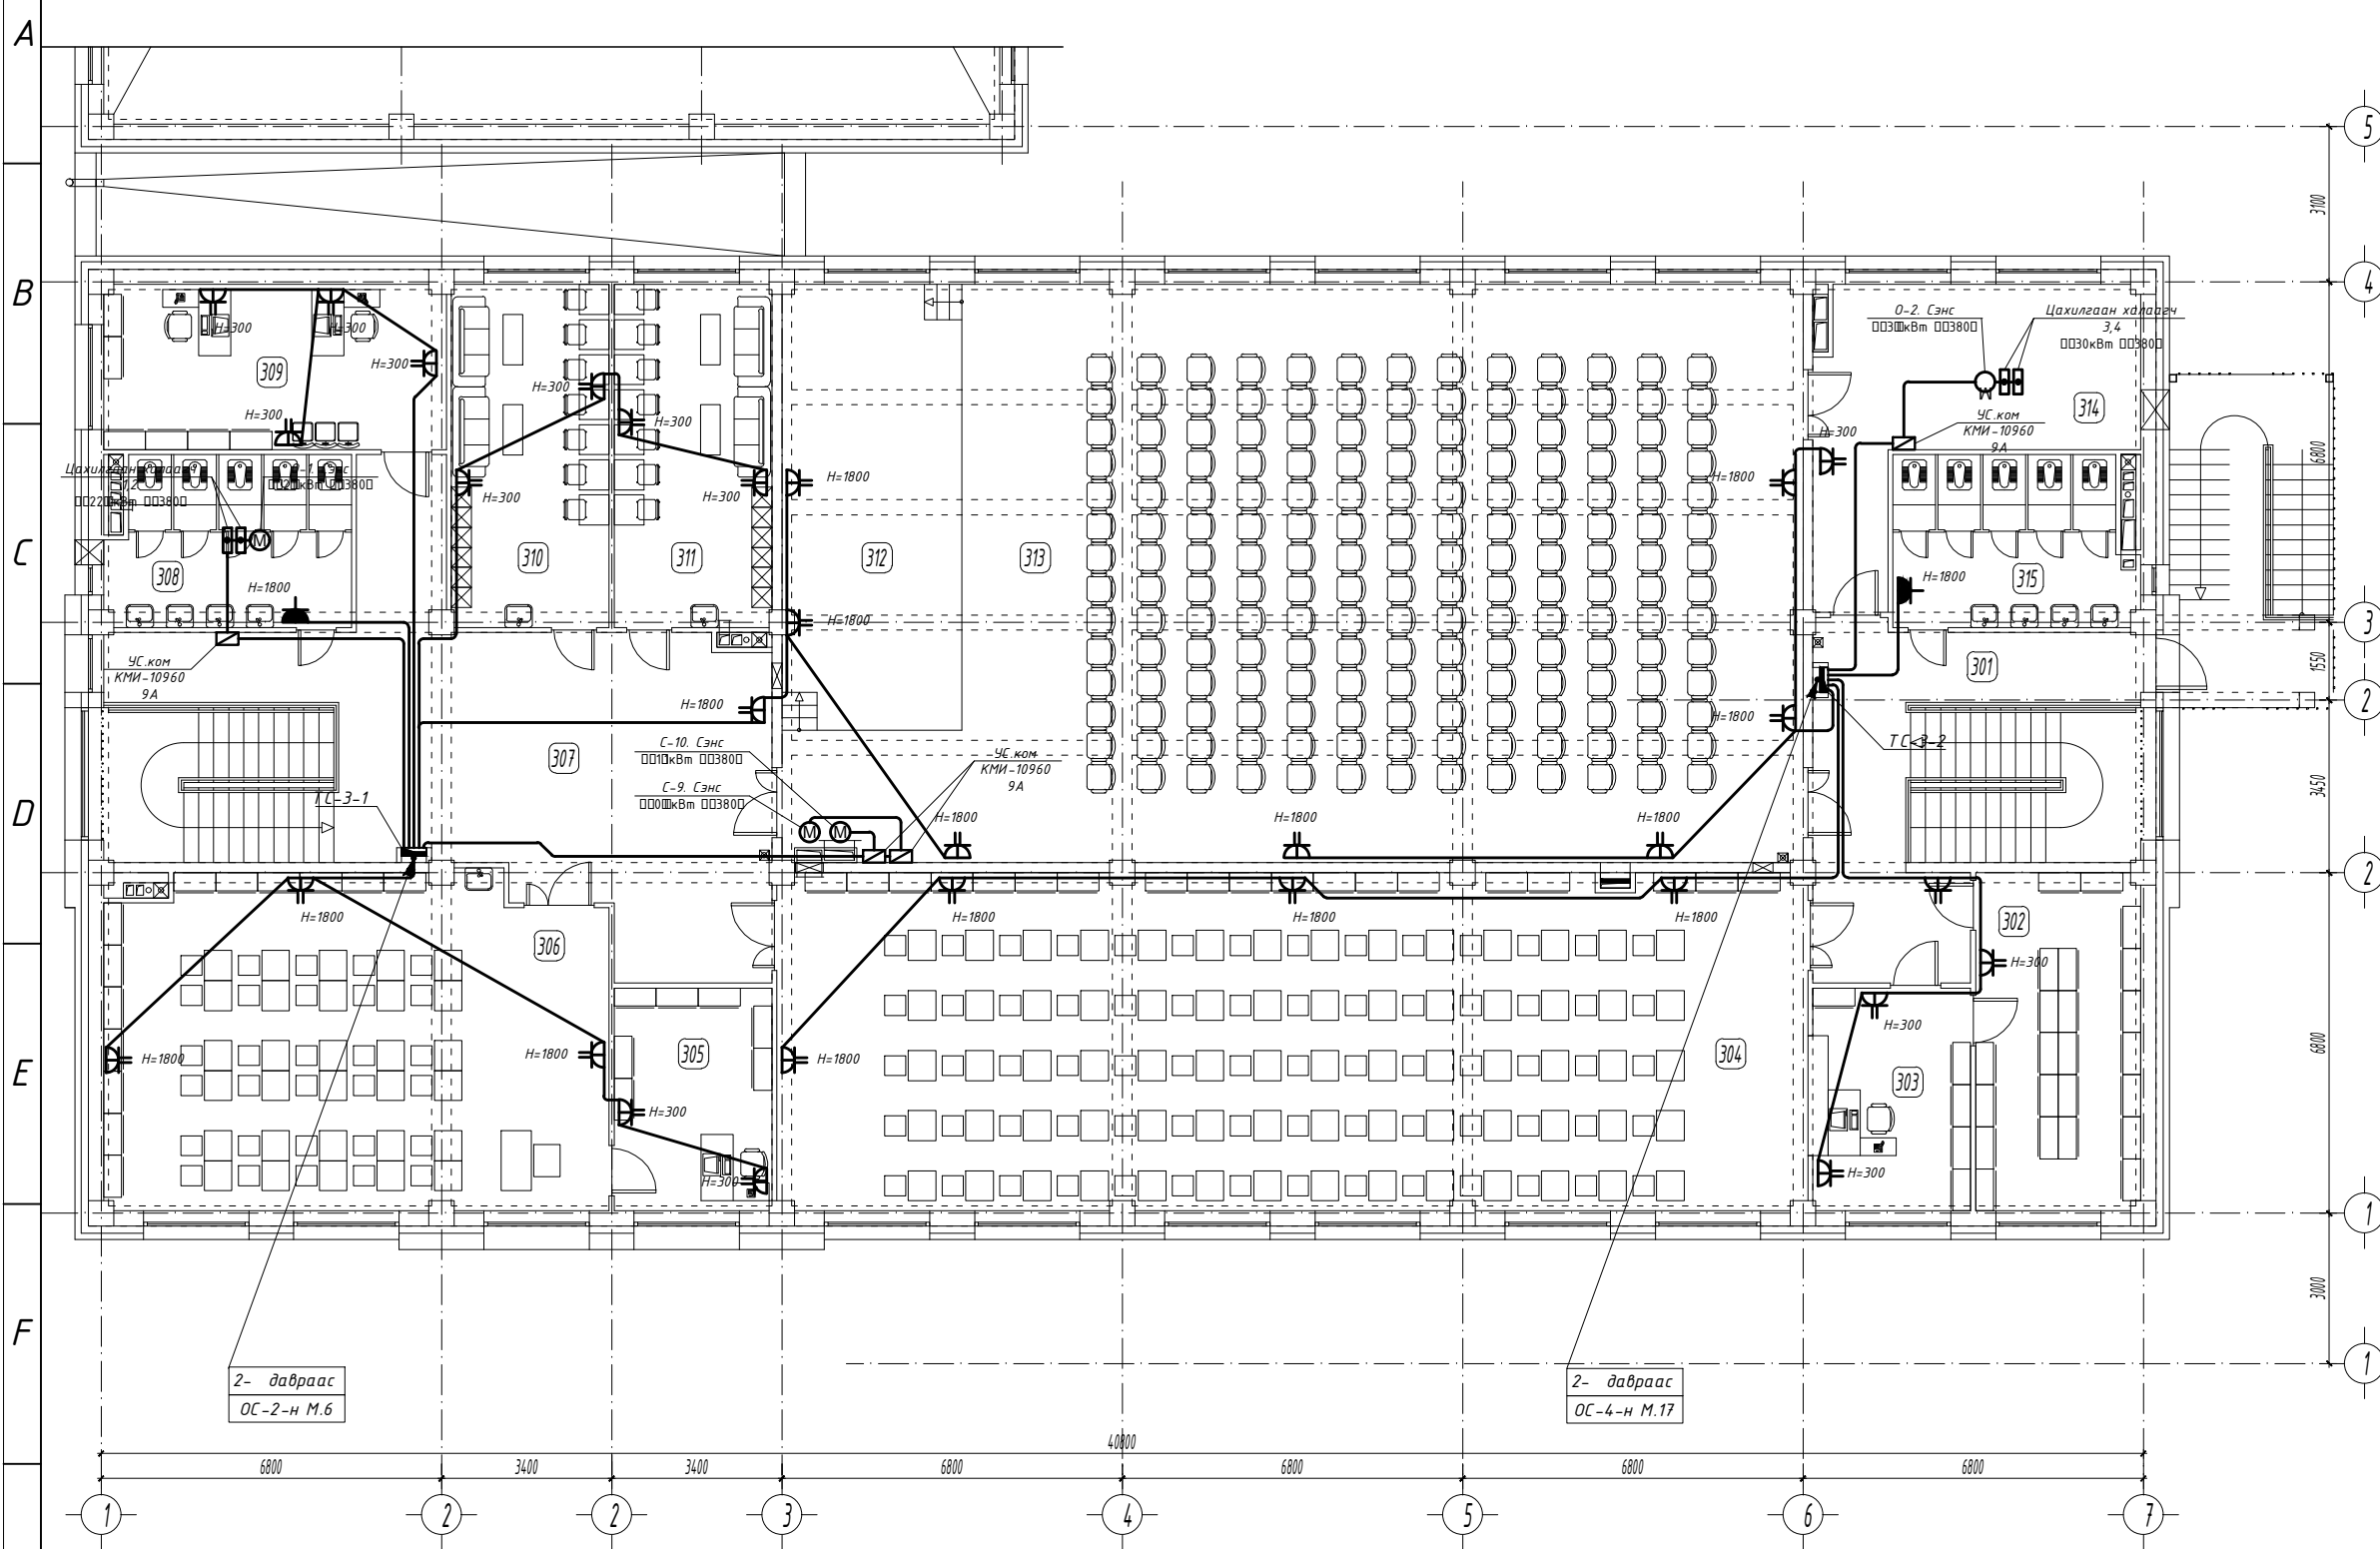 A
5
3100
B
4
О-2. Сэнс
Цахилгаан халаагч
3,4
H=300
H=300
H=300
309
H=300
H=300
H=300
314
УС.ком
КМИ-10960
9А
H=300
6800
H=300
H=300
H=1800
H=1800
C
310
311
312
313
308
H=1800
H=1800
315
H=1800
3
301
1550
УС.ком
КМИ-10960
9А
H=1800
H=1800
2
ТС-3-2
307
С-10. Сэнс
УС.ком
КМИ-10960
9А
С-9. Сэнс
3450
D
ТС-3-1
M
M
M
H=1800
H=1800
H=1800
2
H=1800
H=1800
H=1800
H=1800
302
306
H=300
H=300
H=1800
H=1800
305
H=1800
304
6800
E
303
H=300
H=300
H=300
1
3000
F
1
2- давраас
ОС-2-н М.6
2- давраас
ОС-4-н М.17
40800
6800
3400
3400
6800
6800
6800
6800
1
2
2
3
4
5
6
7